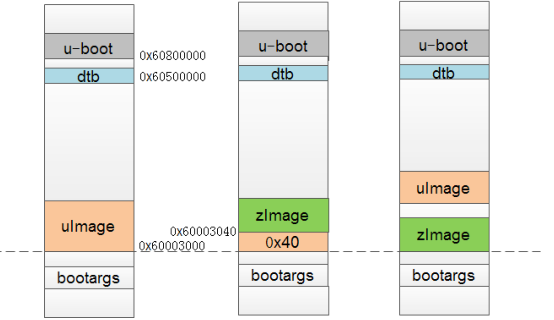 u-boot
0x60800000
dtb
0x60500000
uImage
0x60003000
bootargs
u-boot
dtb
zImage
0x60003040
0x40
bootargs
u-boot
dtb
uImage
zImage
bootargs